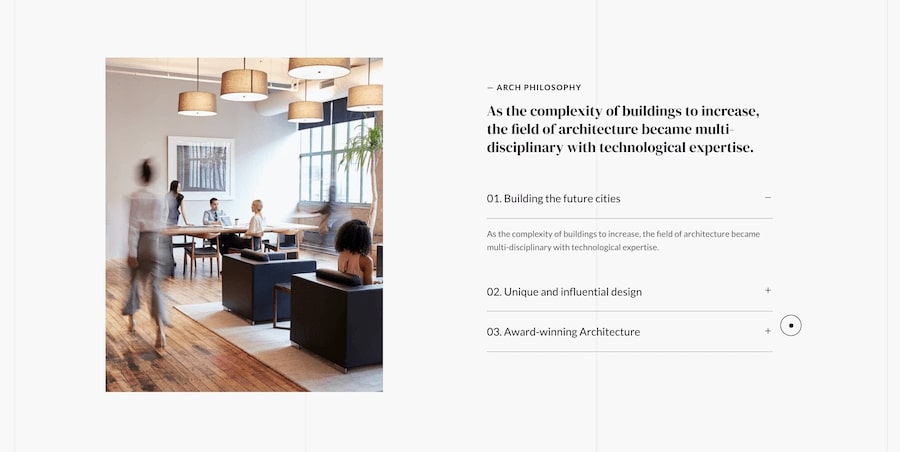 — ARCH PHILOSOPHY
As the complexity of buildings to increase,
the field of architecture became multi-
disciplinary with technological expertise.
01. Building the future cities −
As the complexity of buildings to increase, the field of architecture became
multi-disciplinary with technological expertise.
02. Unique and influential design +
03. Award-winning Architecture +